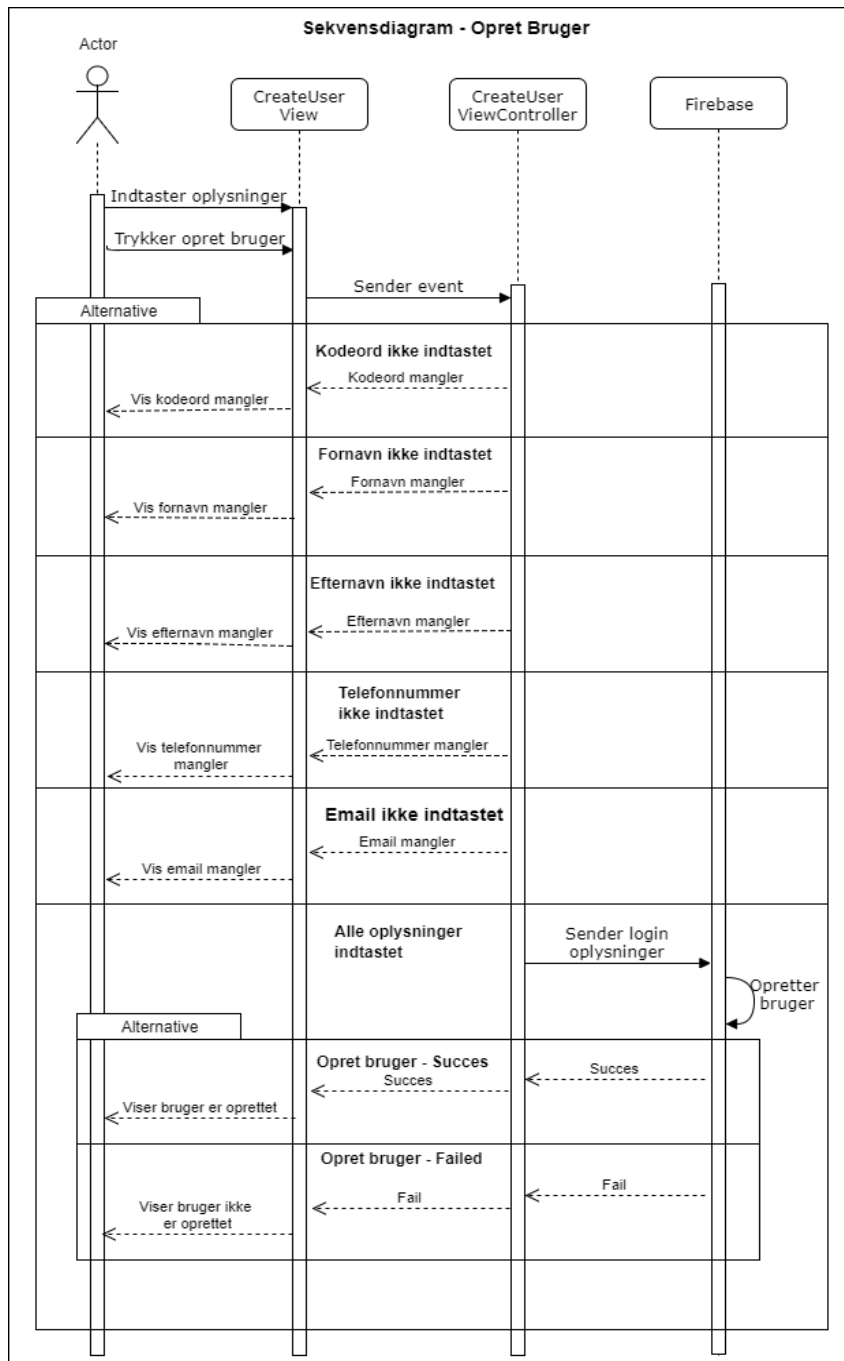 Sekvensdiagram - Opret Bruger
Actor
CreateUser
View
CreateUser
ViewController
Firebase
Indtaster oplysninger
Trykker opret bruger
Sender event
Alternative
Kodeord ikke indtastet
Kodeord mangler
Vis kodeord mangler
Fornavn ikke indtastet
Fornavn mangler
Vis fornavn mangler
Efternavn ikke indtastet
Efternavn mangler
Vis efternavn mangler
Telefonnummer
ikke indtastet
Telefonnummer mangler
Vis telefonnummer
mangler
Email ikke indtastet
Email mangler
Vis email mangler
Alle oplysninger
indtastet
Sender login
oplysninger
Opretter
bruger
Alternative
Opret bruger - Succes
Succes
Succes
Viser bruger er oprettet
Opret bruger - Failed
Fail
Fail
Viser bruger ikke
er oprettet